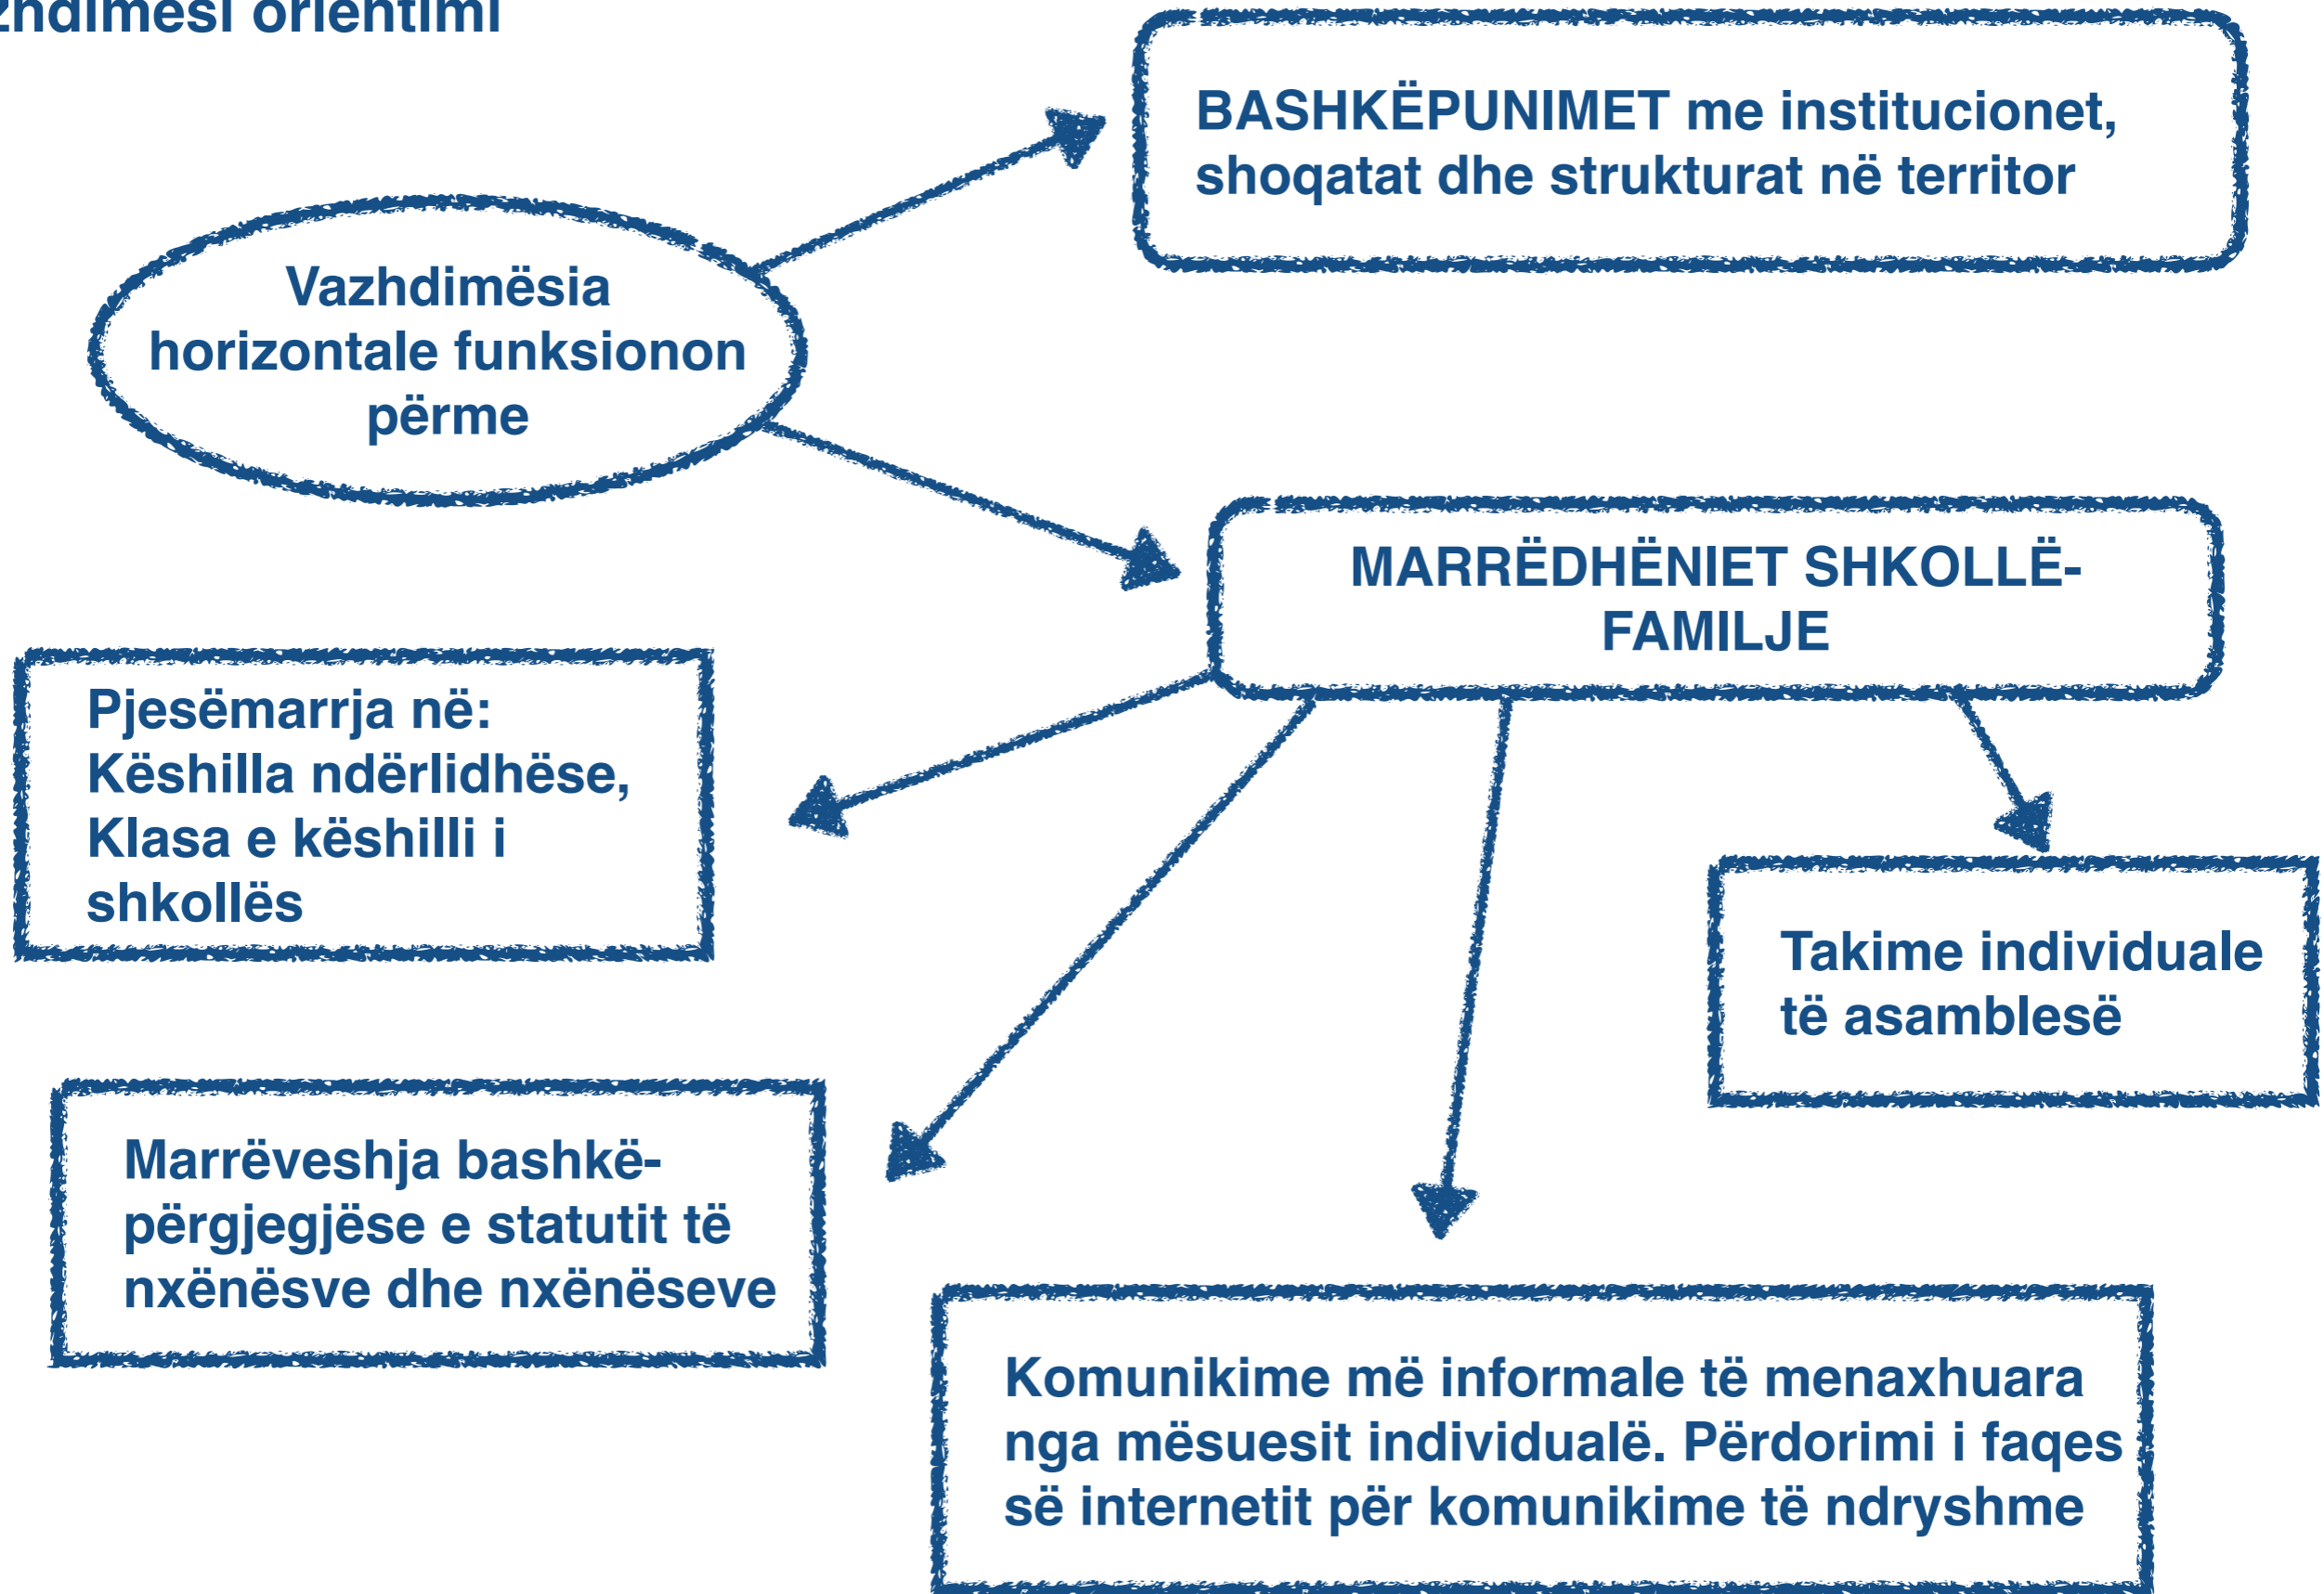 orientimi
BASHKËPUNIMET me institucionet,
shoqatat dhe strukturat në territor
Vazhdimësia
horizontale funksionon
përme
MARRËDHËNIET SHKOLLË-
FAMILJE
Pjesëmarrja në:
Këshilla ndërlidhëse,
Klasa e këshilli i
shkollës
Takime individuale
të asamblesë
Marrëveshja bashkë-
përgjegjëse e statutit të
nxënësve dhe nxënëseve
Komunikime më informale të menaxhuara
nga mësuesit individualë. Përdorimi i faqes
së internetit për komunikime të ndryshme